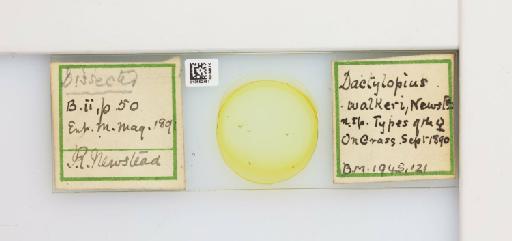 Dissected
B.ii, p 50
Ent. M. Mag. 189
R. Newstead
Dactylopius
walkeri, Newst
n. sp. Types of
On Grass, Sept 1890
B.M. 1945, 121